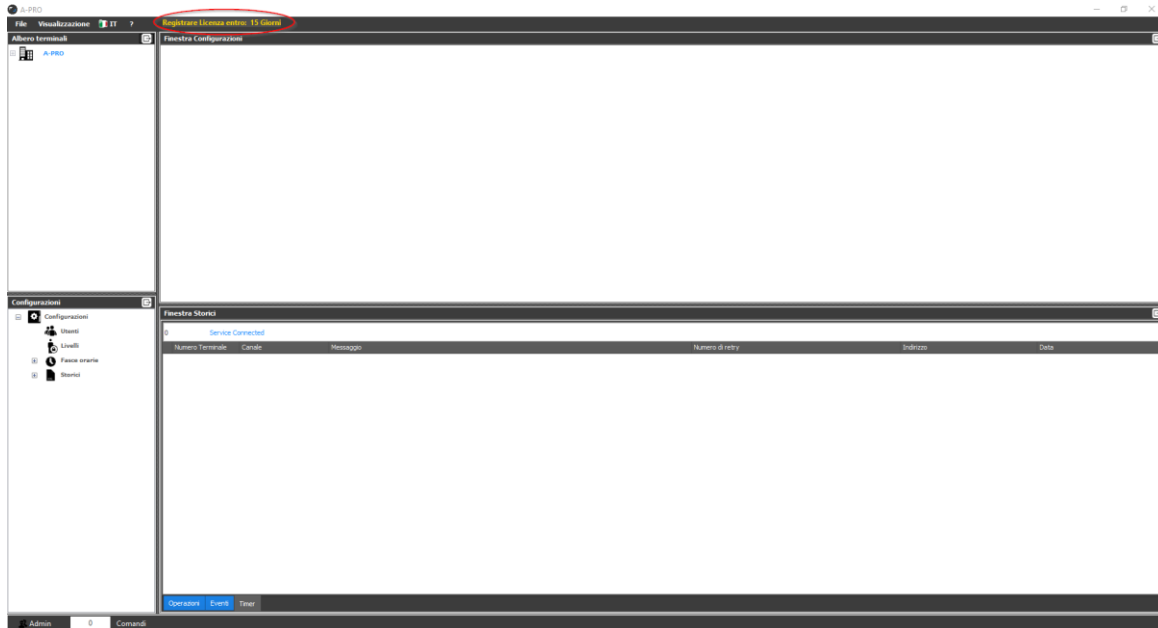 A-PRO
File Visualizzazione IT ? Registrare Licenza entro: 15 Giorni
Albero terminali
A-PRO
Finestra Configurazioni
Configurazioni
Configurazioni
Utenti
Livelli
Fasce orarie
Storici
Finestra Storici
0 Service Connected
Numero Terminale Canale Messaggio Numero di retry Indirizzo Data
Operazioni Eventi Timer
Admin 0 Comandi